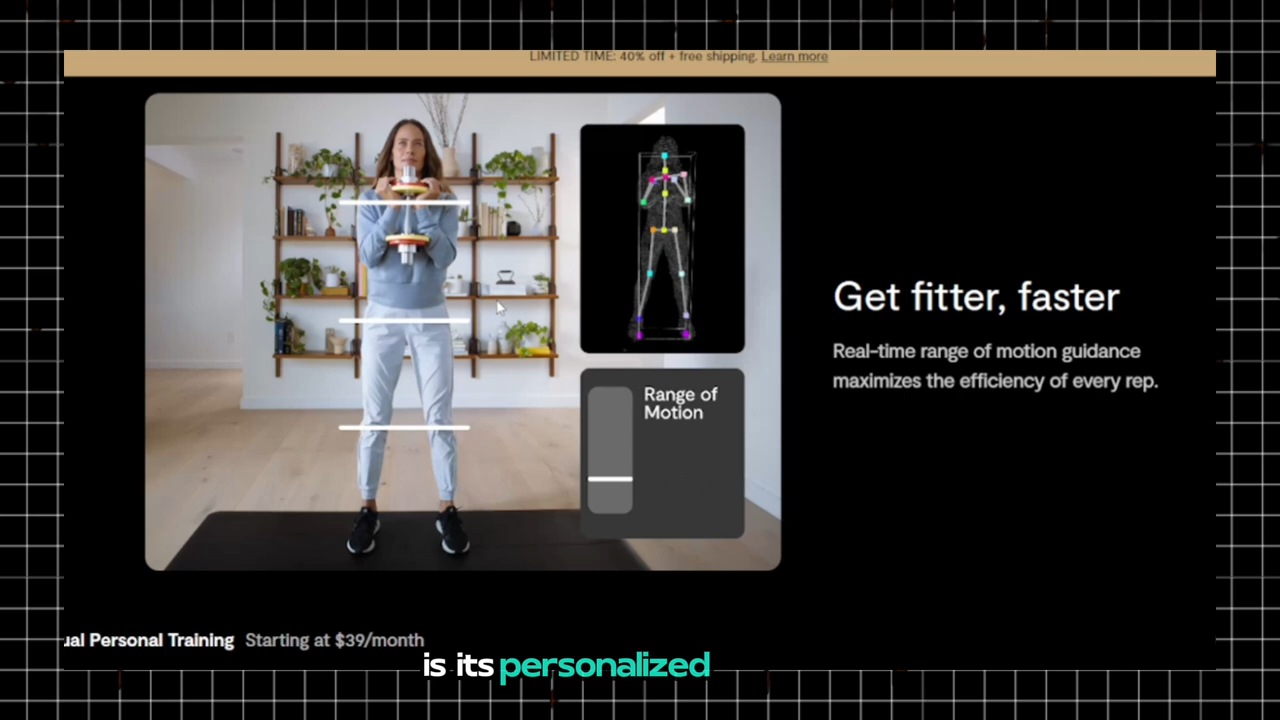 LIMITED TIME: 40% off + free shipping. Learn more
Range of
Motion
Get fitter, faster
Real-time range of motion guidance
maximizes the efficiency of every rep.
ual Personal Training Starting at $39/month
is its personalized